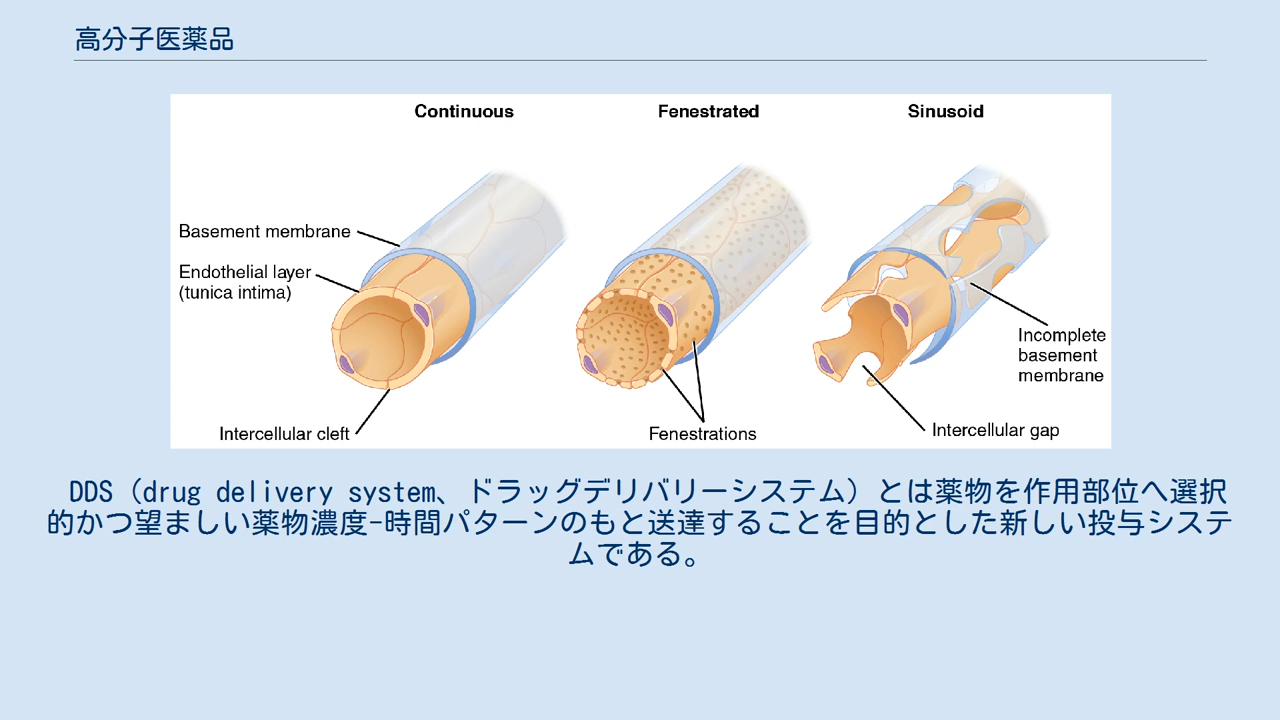 高分子医薬品
Continuous
Fenestrated
Sinusoid
Basement membrane
Endothelial layer
(tunica intima)
Incomplete
basement
membrane
Intercellular cleft
Fenestrations
Intercellular gap
DDS（drug delivery system、ドラッグデリバリーシステム）とは薬物を作用部位へ選択
的かつ望ましい薬物濃度-時間パターンのもと送達することを目的とした新しい投与システ
ムである。